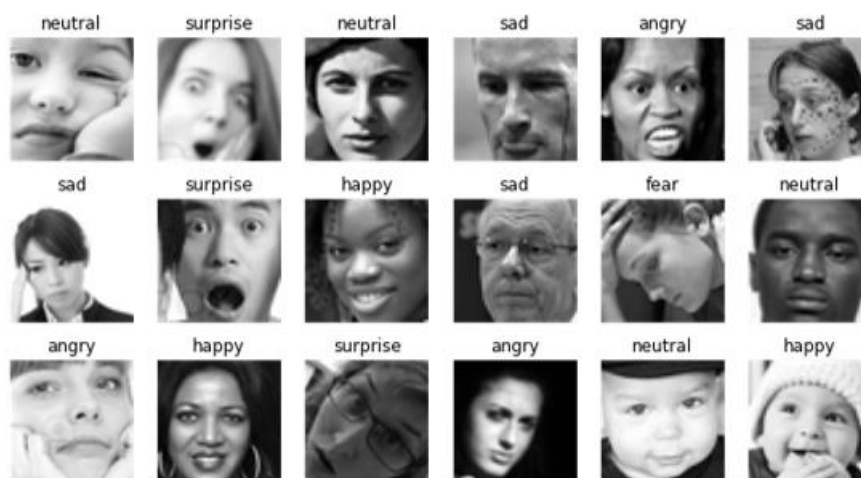 neutral surprise neutral sad angry sad
sad surprise happy sad fear neutral
angry happy surprise angry neutral happy